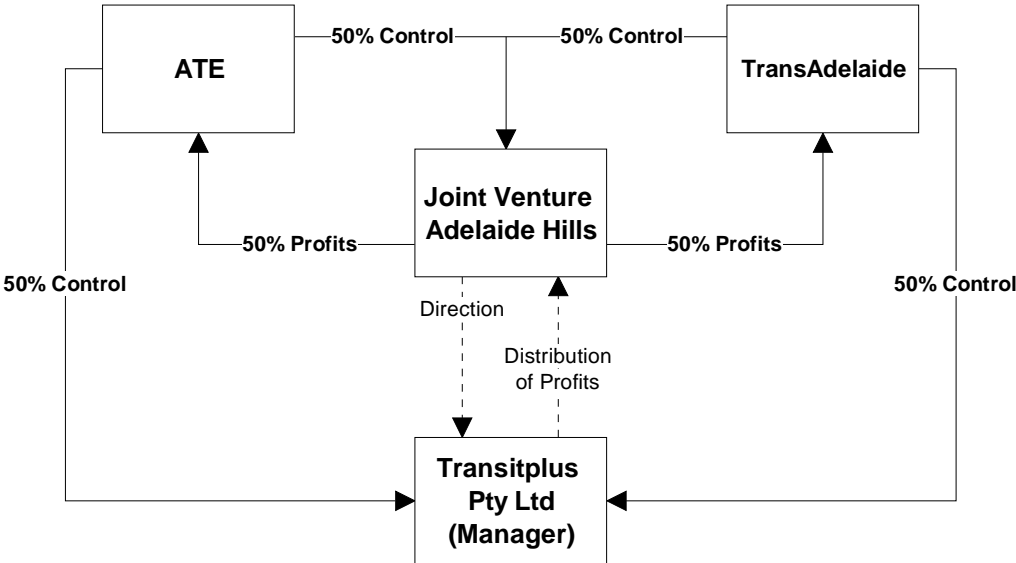 50% Control
50% Control
ATE
TransAdelaide
Joint Venture
Adelaide Hills
50% Profits
50% Profits
50% Control
50% Control
Direction
Distribution
of Profits
Transitplus
Pty Ltd
(Manager)